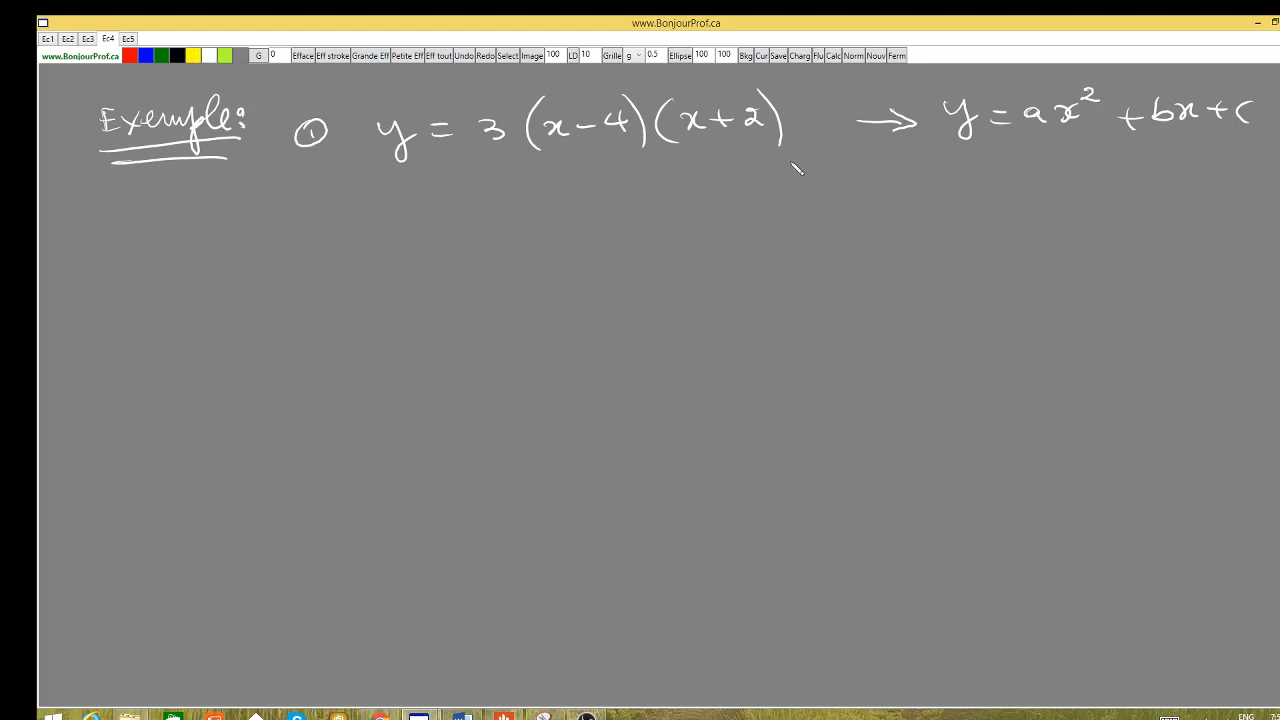 www.BonjourProf.ca
Ec1 Ec2 Ec3 Ec4 Ec5
www.BonjourProf.ca G 0 Efface Eff stroke Grande Eff Petite Eff Eff tout Undo Redo Select Image 100 LD 10 Grille g 0.5 Ellipse 100 100 Bkg Cur Save Charg Flu Calc Norm Nouv Ferm
Exemple: ① y = 3 (x - 4)(x + 2) → y = ax² + bx + c
ENG